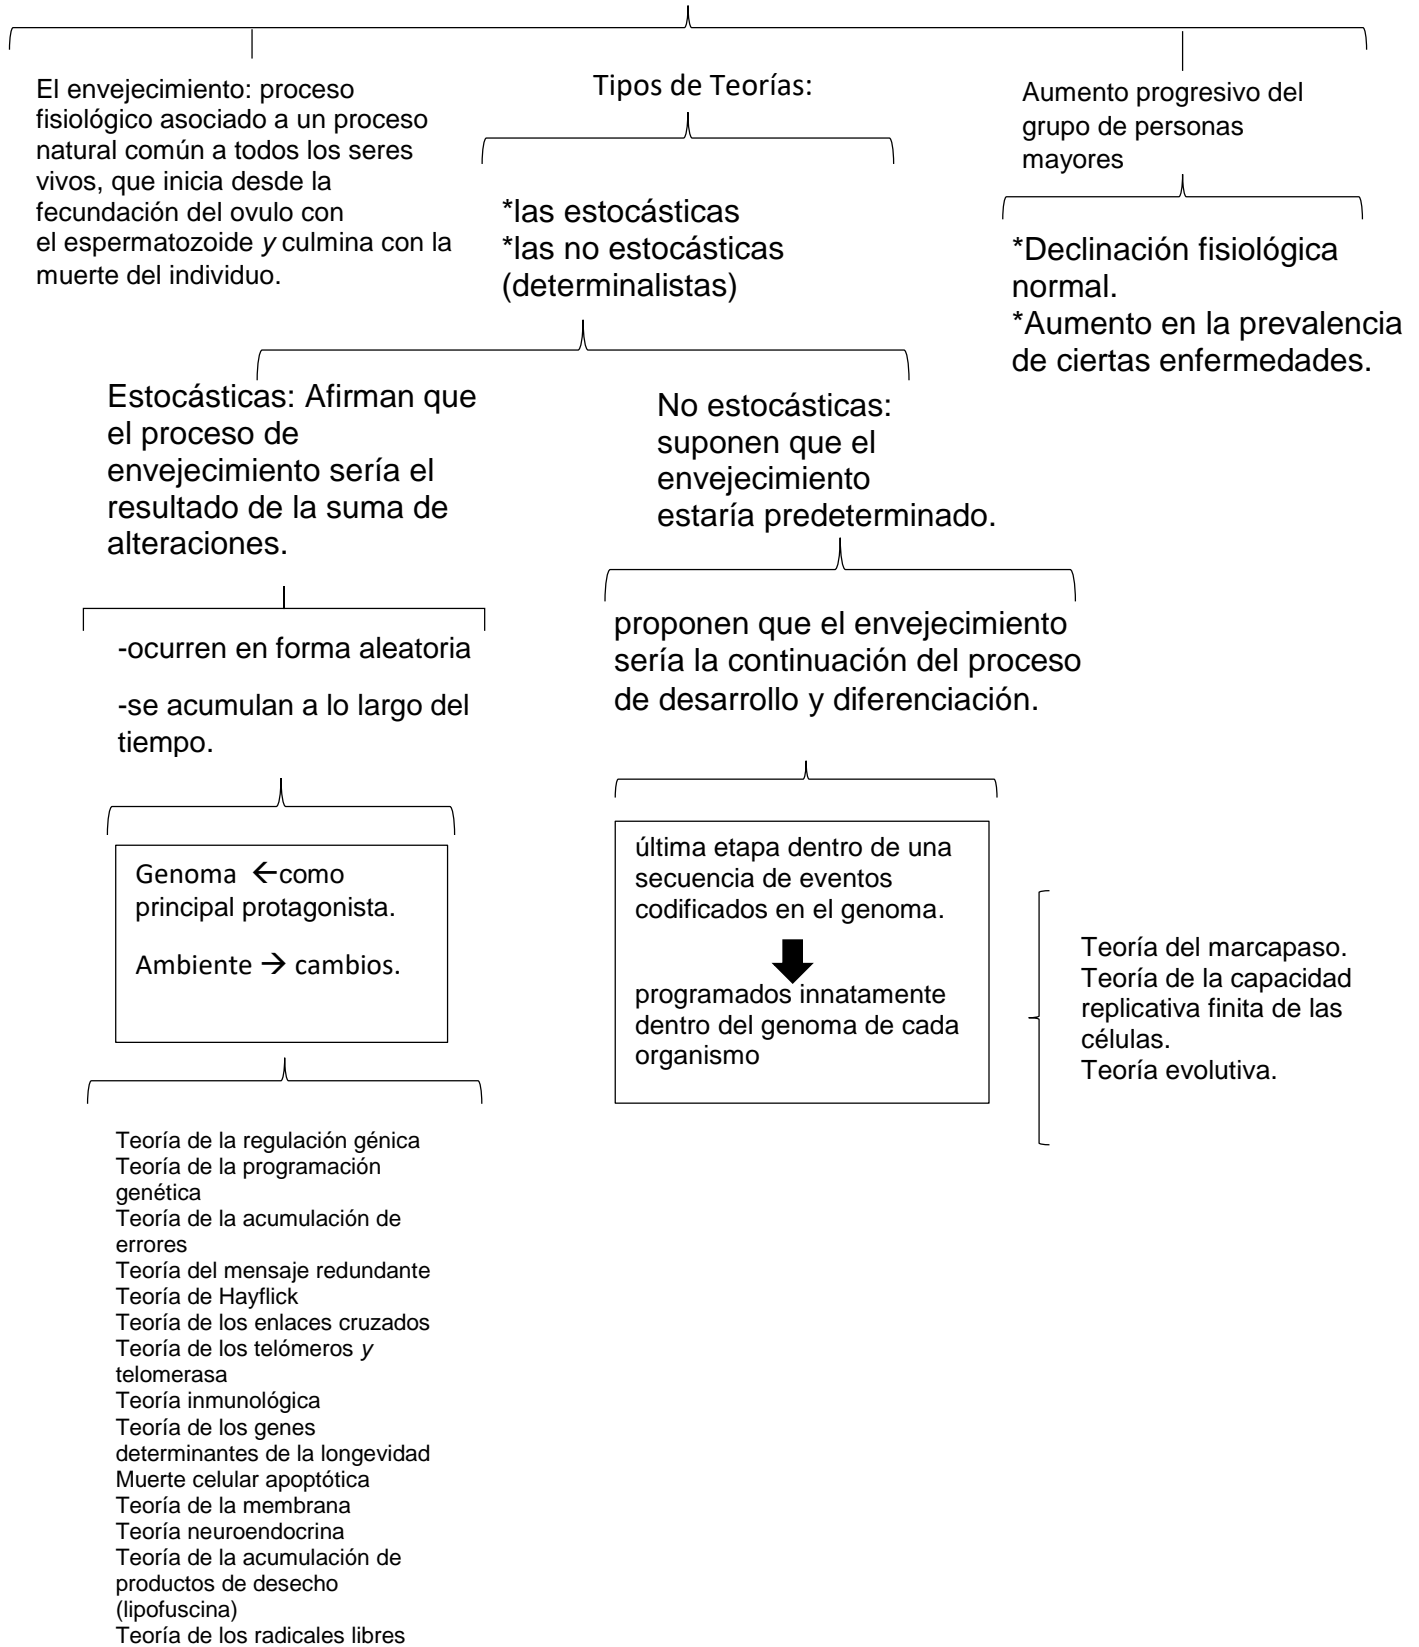 El envejecimiento: proceso
fisiológico asociado a un proceso
natural común a todos los seres
vivos, que inicia desde la
fecundación del ovulo con
el espermatozoide y culmina con la
muerte del individuo.
Tipos de Teorías:
*las estocásticas
*las no estocásticas
(determinalistas)
Aumento progresivo del
grupo de personas
mayores
*Declinación fisiológica
normal.
*Aumento en la prevalencia
de ciertas enfermedades.
Estocásticas: Afirman que
el proceso de
envejecimiento sería el
resultado de la suma de
alteraciones.
-ocurren en forma aleatoria
-se acumulan a lo largo del
tiempo.
Genoma ←como
principal protagonista.
Ambiente → cambios.
Teoría de la regulación génica
Teoría de la programación
genética
Teoría de la acumulación de
errores
Teoría del mensaje redundante
Teoría de Hayflick
Teoría de los enlaces cruzados
Teoría de los telómeros y
telomerasa
Teoría inmunológica
Teoría de los genes
determinantes de la longevidad
Muerte celular apoptótica
Teoría de la membrana
Teoría neuroendocrina
Teoría de la acumulación de
productos de desecho
(lipofuscina)
Teoría de los radicales libres
No estocásticas:
suponen que el
envejecimiento
estaría predeterminado.
proponen que el envejecimiento
sería la continuación del proceso
de desarrollo y diferenciación.
última etapa dentro de una
secuencia de eventos
codificados en el genoma.
programados innatamente
dentro del genoma de cada
organismo
Teoría del marcapaso.
Teoría de la capacidad
replicativa finita de las
células.
Teoría evolutiva.